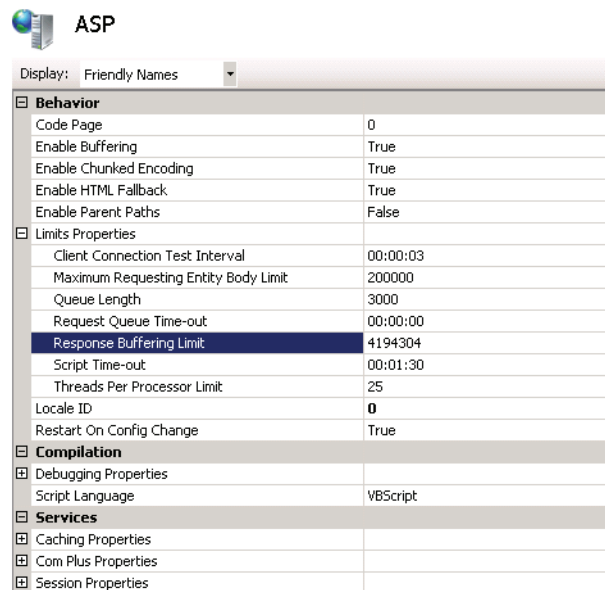 ASP
Display: Friendly Names
Behavior
Code Page 0
Enable Buffering True
Enable Chunked Encoding True
Enable HTML Fallback True
Enable Parent Paths False
Limits Properties
Client Connection Test Interval 00:00:03
Maximum Requesting Entity Body Limit 200000
Queue Length 3000
Request Queue Time-out 00:00:00
Response Buffering Limit 4194304
Script Time-out 00:01:30
Threads Per Processor Limit 25
Locale ID 0
Restart On Config Change True
Compilation
Debugging Properties
Script Language VBScript
Services
Caching Properties
Com Plus Properties
Session Properties